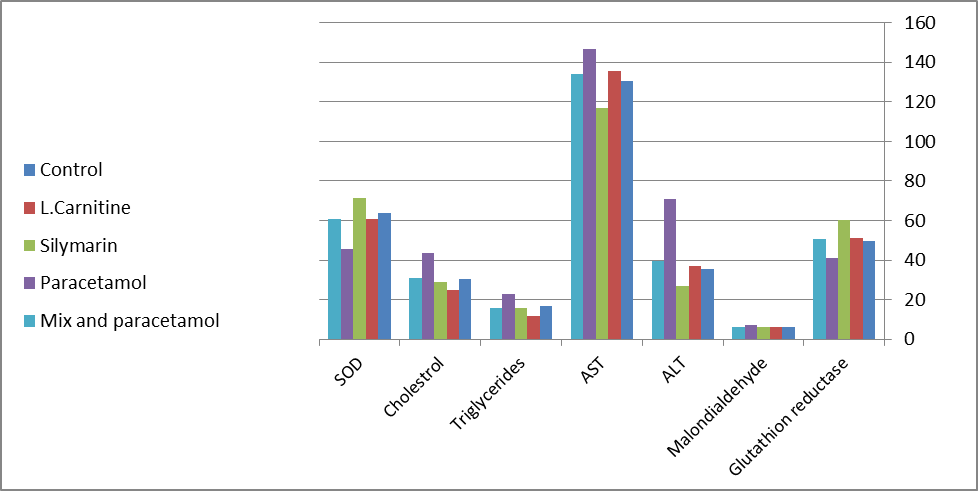 Control
L.Carnitine
Silymarin
Paracetamol
Mix and paracetamol
160
140
120
100
80
60
40
20
0
SOD
Cholestrol
Triglycerides
AST
ALT
Malondialdehyde
Glutathion reductase